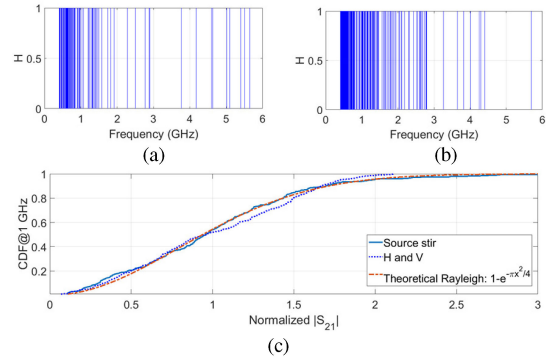 1
1
H
0.5
H
0.5
0
0
0 1 2 3 4 5 6
0 1 2 3 4 5 6
Frequency (GHz)
Frequency (GHz)
(a)
(b)
CDF@1 GHz
1
0.8
0.6
0.4
0.2
Source stir
H and V
Theoretical Rayleigh: 1-e^{-πx²/4}
0 0.5 1 1.5 2 2.5 3
Normalized |S₂₁|
(c)